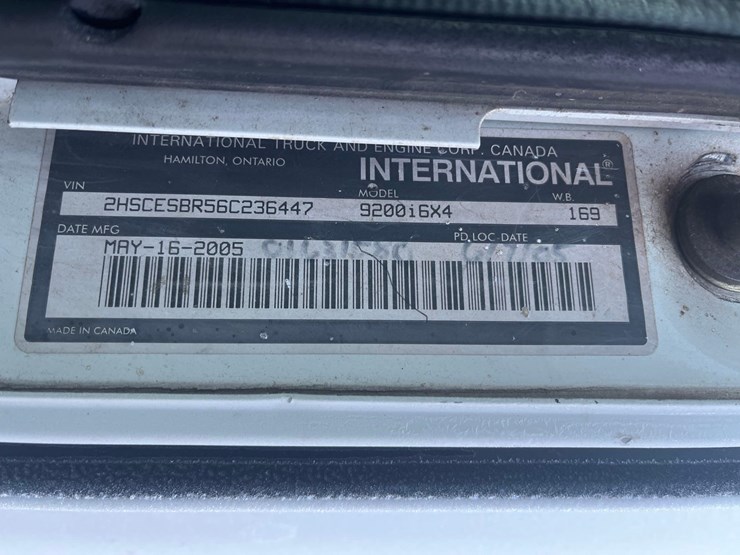 INTERNATIONAL TRUCK AND ENGINE CORP. CANADA
HAMILTON, ONTARIO
INTERNATIONAL®
VIN MODEL W.B.
2HSCESBR56C236447 9200i6X4 169
DATE MFG PD LOC DATE
MAY-16-2005
MADE IN CANADA